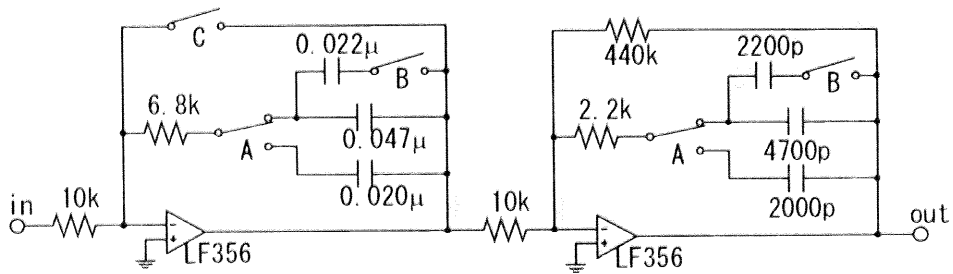 C
0.022μ
B
6.8k
A
0.047μ
0.020μ
in
10k
-
+
LF356
440k
2200p
B
2.2k
A
4700p
2000p
10k
-
+
LF356
out